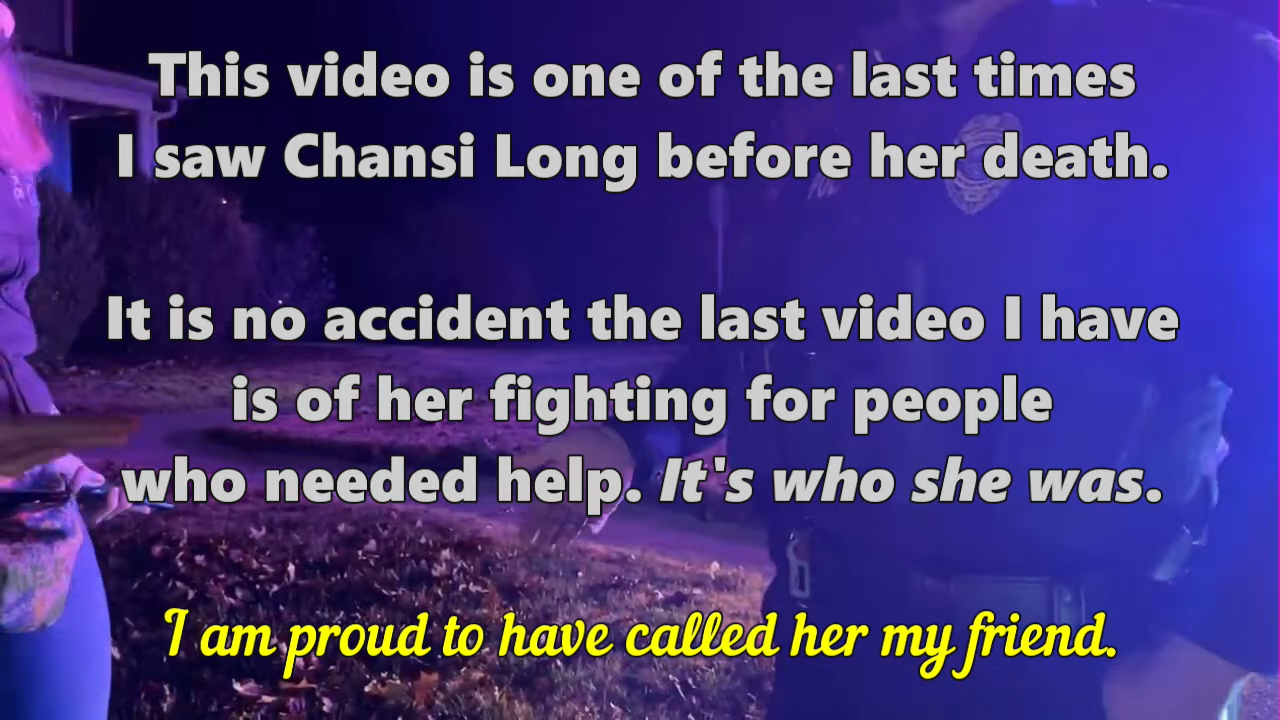 This video is one of the last times
I saw Chansi Long before her death.
It is no accident the last video I have
is of her fighting for people
who needed help. It's who she was.
I am proud to have called her my friend.